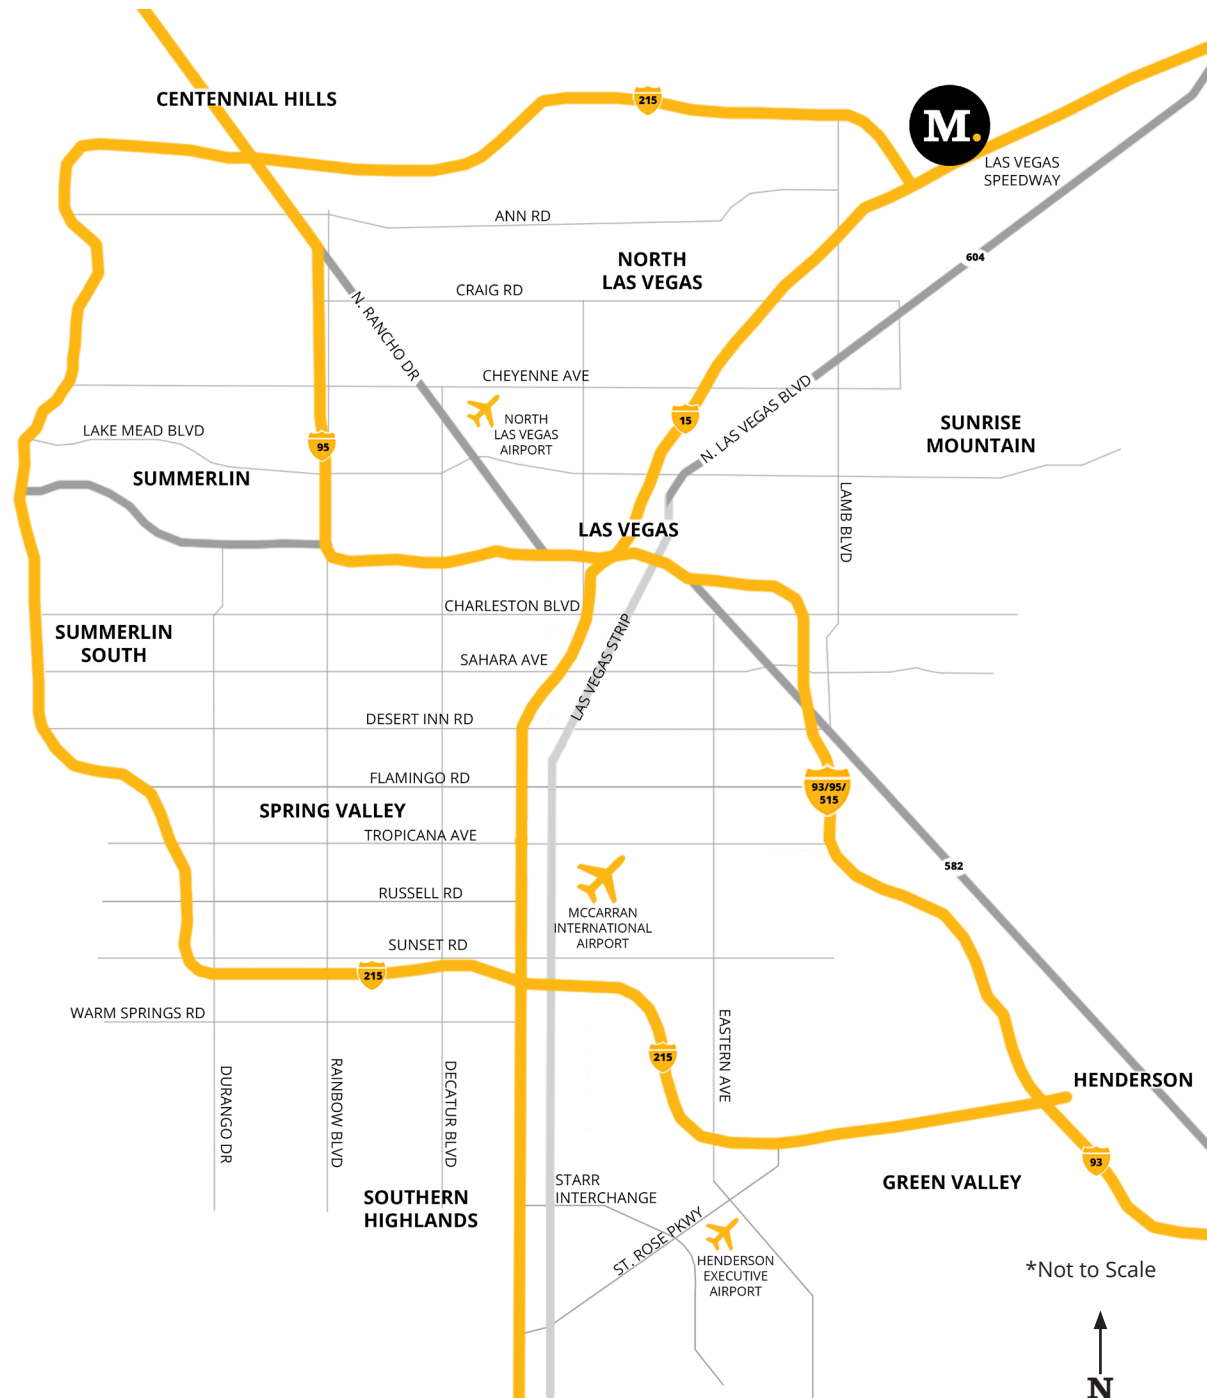 CENTENNIAL HILLS
215
M.
LAS VEGAS
SPEEDWAY
ANN RD
NORTH
LAS VEGAS
604
CRAIG RD
N. RANCHO DR
CHEYENNE AVE
NORTH
LAS VEGAS
AIRPORT
15
N. LAS VEGAS BLVD
SUNRISE
MOUNTAIN
LAKE MEAD BLVD
95
SUMMERLIN
LAS VEGAS
LAMB BLVD
CHARLESTON BLVD
SUMMERLIN
SOUTH
SAHARA AVE
LAS VEGAS STRIP
DESERT INN RD
FLAMINGO RD
93/95/
515
SPRING VALLEY
TROPICANA AVE
582
RUSSELL RD
MCCARRAN
INTERNATIONAL
AIRPORT
SUNSET RD
215
WARM SPRINGS RD
215
EASTERN AVE
DURANGO DR
RAINBOW BLVD
DECATUR BLVD
HENDERSON
93
GREEN VALLEY
SOUTHERN
HIGHLANDS
STARR
INTERCHANGE
ST. ROSE PKWY
HENDERSON
EXECUTIVE
AIRPORT
*Not to Scale
N